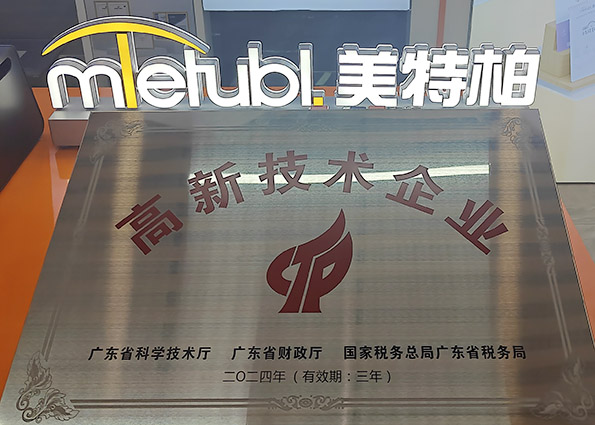 mTetubl 美特柏
高新技术企业
广东省科学技术厅 广东省财政厅 国家税务总局广东省税务局
二〇二四年（有效期：三年）